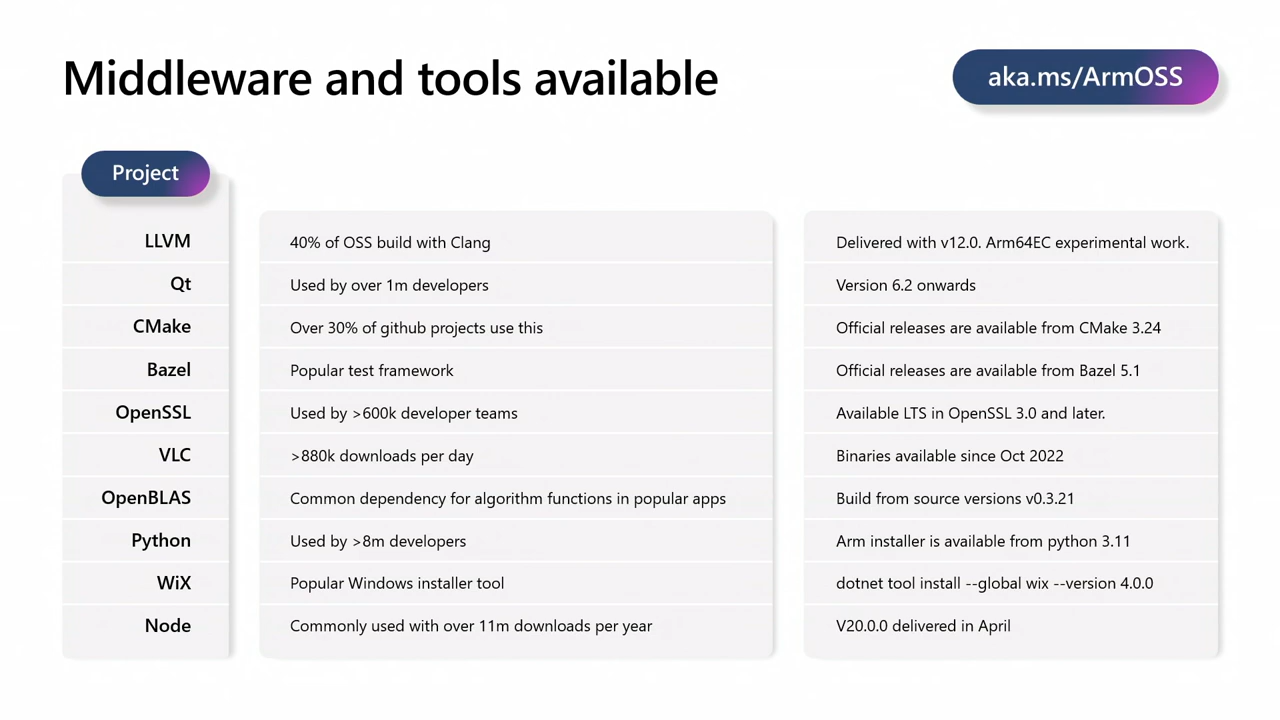 Middleware and tools available
aka.ms/ArmOSS
Project
LLVM 40% of OSS build with Clang Delivered with v12.0. Arm64EC experimental work.
Qt Used by over 1m developers Version 6.2 onwards
CMake Over 30% of github projects use this Official releases are available from CMake 3.24
Bazel Popular test framework Official releases are available from Bazel 5.1
OpenSSL Used by >600k developer teams Available LTS in OpenSSL 3.0 and later.
VLC >880k downloads per day Binaries available since Oct 2022
OpenBLAS Common dependency for algorithm functions in popular apps Build from source versions v0.3.21
Python Used by >8m developers Arm installer is available from python 3.11
WiX Popular Windows installer tool dotnet tool install --global wix --version 4.0.0
Node Commonly used with over 11m downloads per year V20.0.0 delivered in April